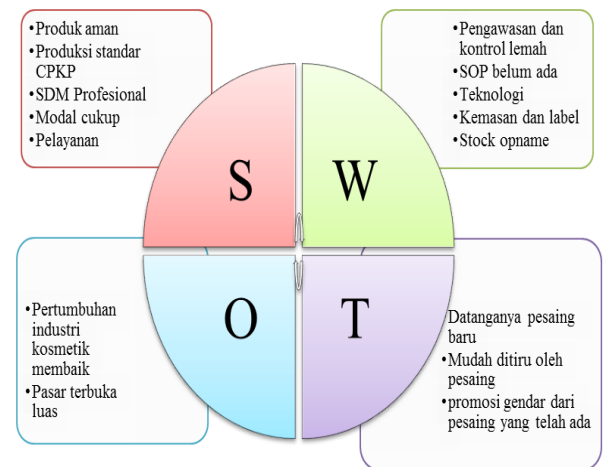 •Produk aman
•Produksi standar
CPKP
•SDM Profesional
•Modal cukup
•Pelayanan
•Pengawasan dan
kontrol lemah
•SOP belum ada
•Teknologi
•Kemasan dan label
•Stock opname
S
W
O
T
•Pertumbuhan
industri
kosmetik
membaik
•Pasar terbuka
luas
Datanganya pesaing
baru
•Mudah ditiru oleh
pesaing
•promosi gendar dari
pesaing yang telah ada